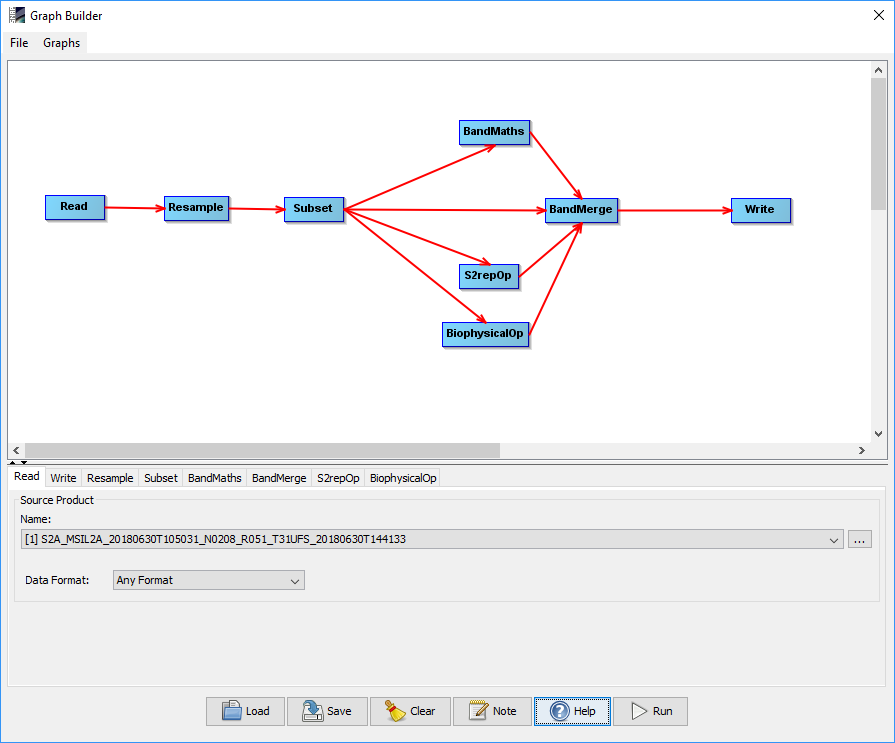 Graph Builder
File Graphs
BandMaths
Read
Resample
Subset
BandMerge
Write
S2repOp
BiophysicalOp
Read Write Resample Subset BandMaths BandMerge S2repOp BiophysicalOp
Source Product
Name:
[1] S2A_MSIL2A_20180630T105031_N0208_R051_T31UFS_20180630T144133
...
Data Format: Any Format
Load Save Clear Note Help Run